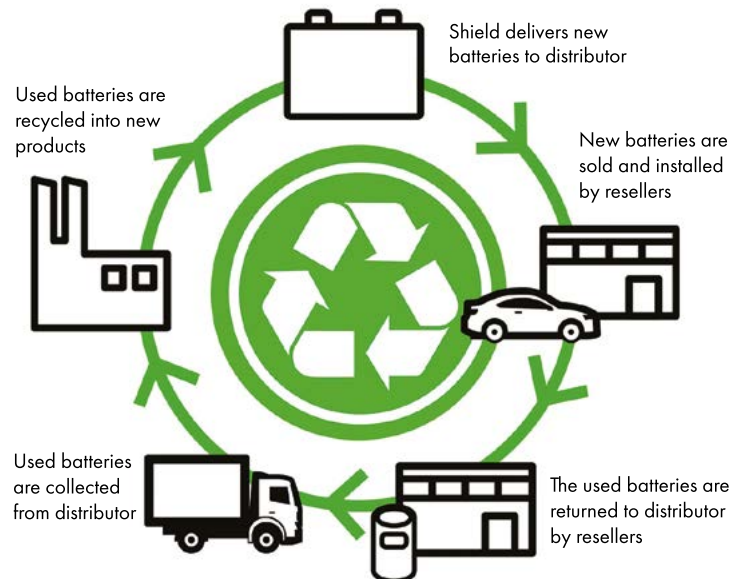 Shield delivers new
batteries to distributor
New batteries are
sold and installed
by resellers
The used batteries are
returned to distributor
by resellers
Used batteries
are collected
from distributor
Used batteries are
recycled into new
products